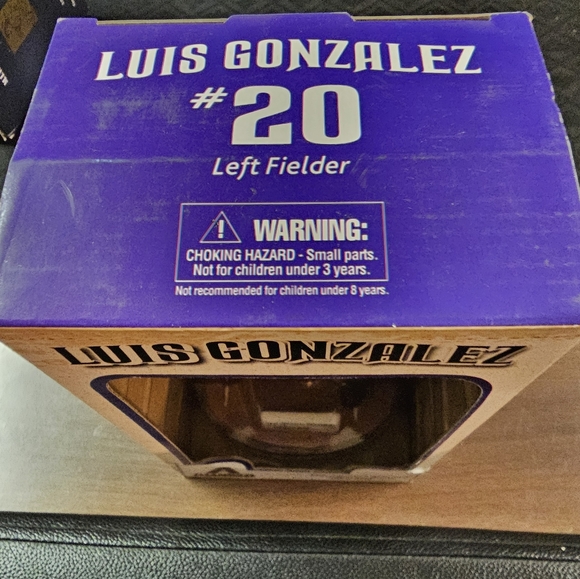 LUIS GONZALEZ
#20
Left Fielder
WARNING:
CHOKING HAZARD - Small parts.
Not for children under 3 years.
Not recommended for children under 8 years.
LUIS GONZALEZ